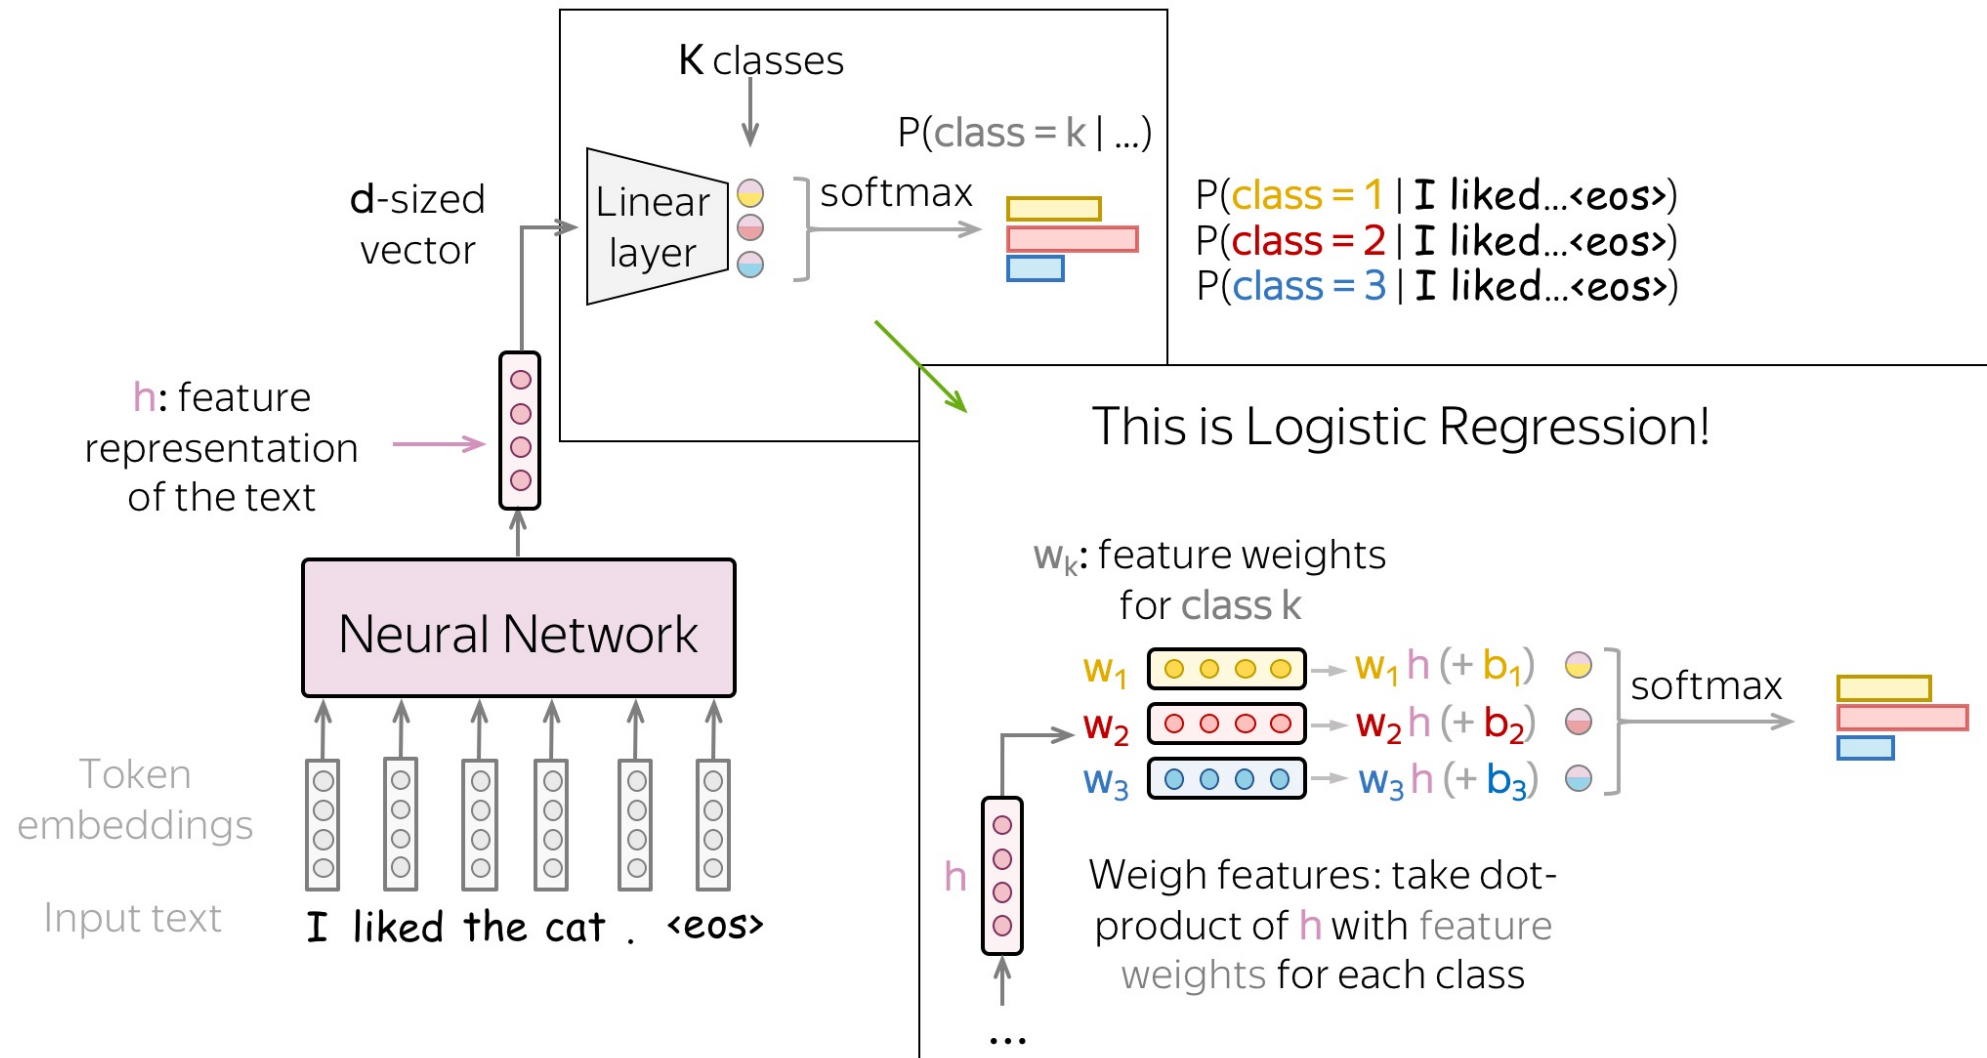 K classes
P(class = k | ...)
d-sized
vector
Linear
layer
softmax
P(class = 1 | I liked...<eos>)
P(class = 2 | I liked...<eos>)
P(class = 3 | I liked...<eos>)
h: feature
representation
of the text
Neural Network
Token
embeddings
Input text
I liked the cat . <eos>
This is Logistic Regression!
wk: feature weights
for class k
w1 w1 h (+ b1)
w2 w2 h (+ b2)
w3 w3 h (+ b3)
softmax
h
Weigh features: take dot-
product of h with feature
weights for each class
...